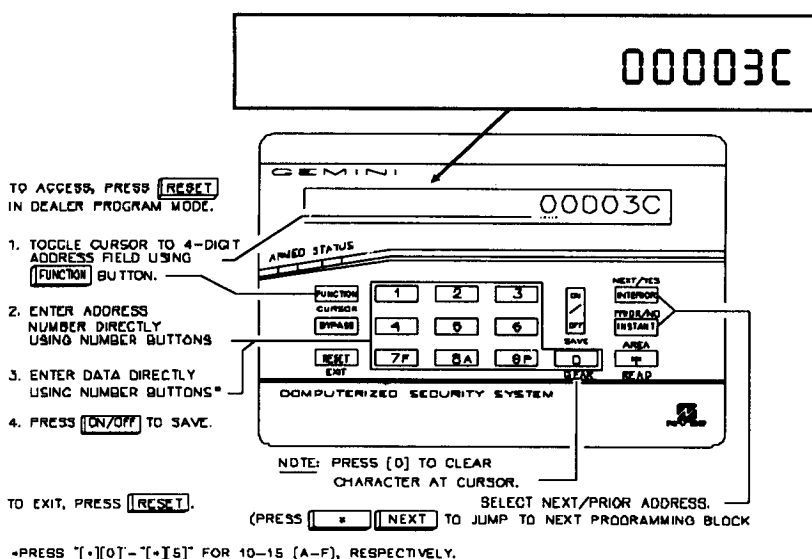 00003C
GEMINI
00003C
TO ACCESS, PRESS [RESET]
IN DEALER PROGRAM MODE.
1. TOGGLE CURSOR TO 4-DIGIT
ADDRESS FIELD USING
[FUNCTION] BUTTON.
ARMED STATUS
2. ENTER ADDRESS
NUMBER DIRECTLY
USING NUMBER BUTTONS
3. ENTER DATA DIRECTLY
USING NUMBER BUTTONS*
4. PRESS [ON/OFF] TO SAVE.
FUNCTION 1 2 3 ON
CURSOR
BYPASS 4 5 6 OFF
SAVE
RESET 7F 8A 9P 0
EXIT CLEAR
NEXT/YES
INTERIOR
PRIOR/NO
INSTANT
AREA
*
READ
COMPUTERIZED SECURITY SYSTEM
NOTE: PRESS [0] TO CLEAR
CHARACTER AT CURSOR.
TO EXIT, PRESS [RESET].
SELECT NEXT/PRIOR ADDRESS.
(PRESS [*] [NEXT] TO JUMP TO NEXT PROGRAMMING BLOCK
*PRESS "[*][0]"-"[*][5]" FOR 10-15 (A-F), RESPECTIVELY.